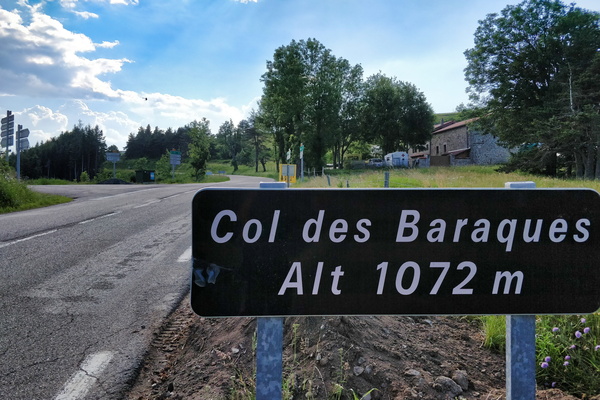 Col des Baraques
Alt 1072 m